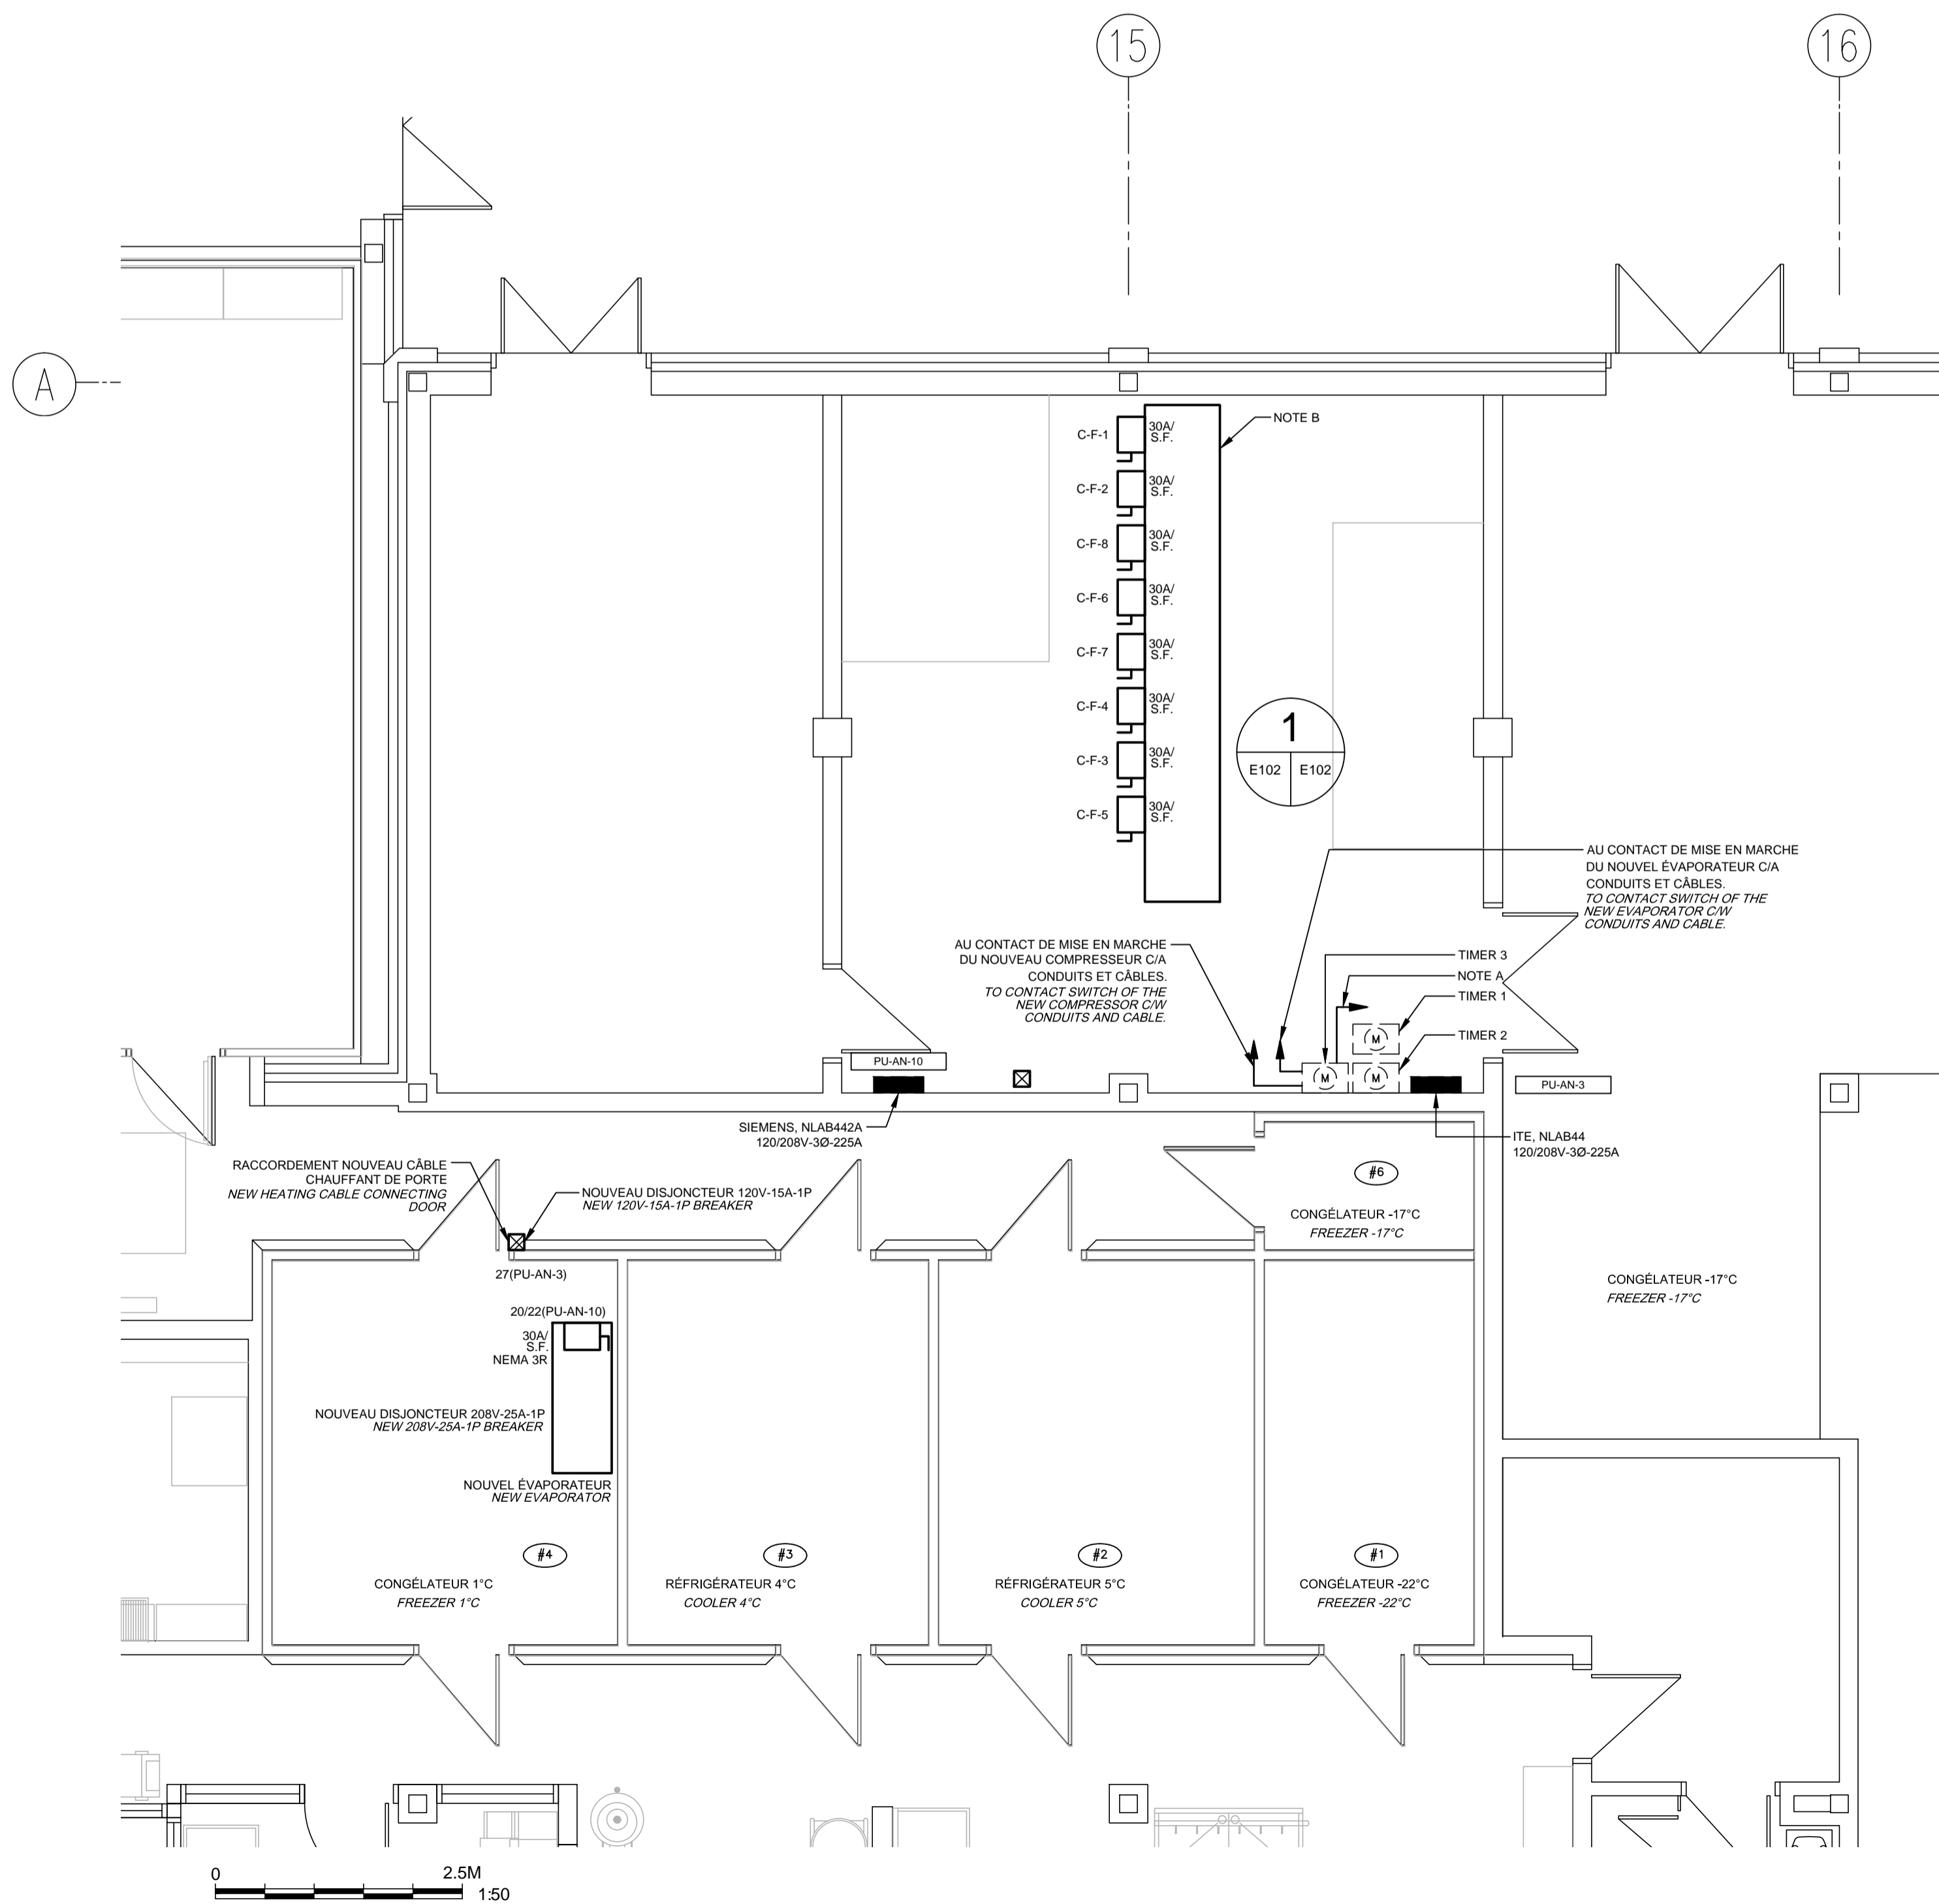 15
16
A
NOTE B
C-F-1
30A/
S.F.
C-F-2
30A/
S.F.
C-F-8
30A/
S.F.
C-F-6
30A/
S.F.
C-F-7
30A/
S.F.
C-F-4
30A/
S.F.
C-F-3
30A/
S.F.
C-F-5
30A/
S.F.
1
E102
E102
AU CONTACT DE MISE EN MARCHE
DU NOUVEL ÉVAPORATEUR C/A
CONDUITS ET CÂBLES.
TO CONTACT SWITCH OF THE
NEW EVAPORATOR C/W
CONDUITS AND CABLE.
AU CONTACT DE MISE EN MARCHE
DU NOUVEAU COMPRESSEUR C/A
CONDUITS ET CÂBLES.
TO CONTACT SWITCH OF THE
NEW COMPRESSOR C/W
CONDUITS AND CABLE.
TIMER 3
NOTE A
TIMER 1
TIMER 2
M
M
M
PU-AN-10
PU-AN-3
SIEMENS, NLAB442A
120/208V-3Ø-225A
ITE, NLAB44
120/208V-3Ø-225A
RACCORDEMENT NOUVEAU CÂBLE
CHAUFFANT DE PORTE
NEW HEATING CABLE CONNECTING
DOOR
NOUVEAU DISJONCTEUR 120V-15A-1P
NEW 120V-15A-1P BREAKER
#6
CONGÉLATEUR -17°C
FREEZER -17°C
27(PU-AN-3)
CONGÉLATEUR -17°C
FREEZER -17°C
20/22(PU-AN-10)
30A/
S.F.
NEMA 3R
NOUVEAU DISJONCTEUR 208V-25A-1P
NEW 208V-25A-1P BREAKER
NOUVEL ÉVAPORATEUR
NEW EVAPORATOR
#4
CONGÉLATEUR 1°C
FREEZER 1°C
#3
RÉFRIGÉRATEUR 4°C
COOLER 4°C
#2
RÉFRIGÉRATEUR 5°C
COOLER 5°C
#1
CONGÉLATEUR -22°C
FREEZER -22°C
0
2.5M
1:50